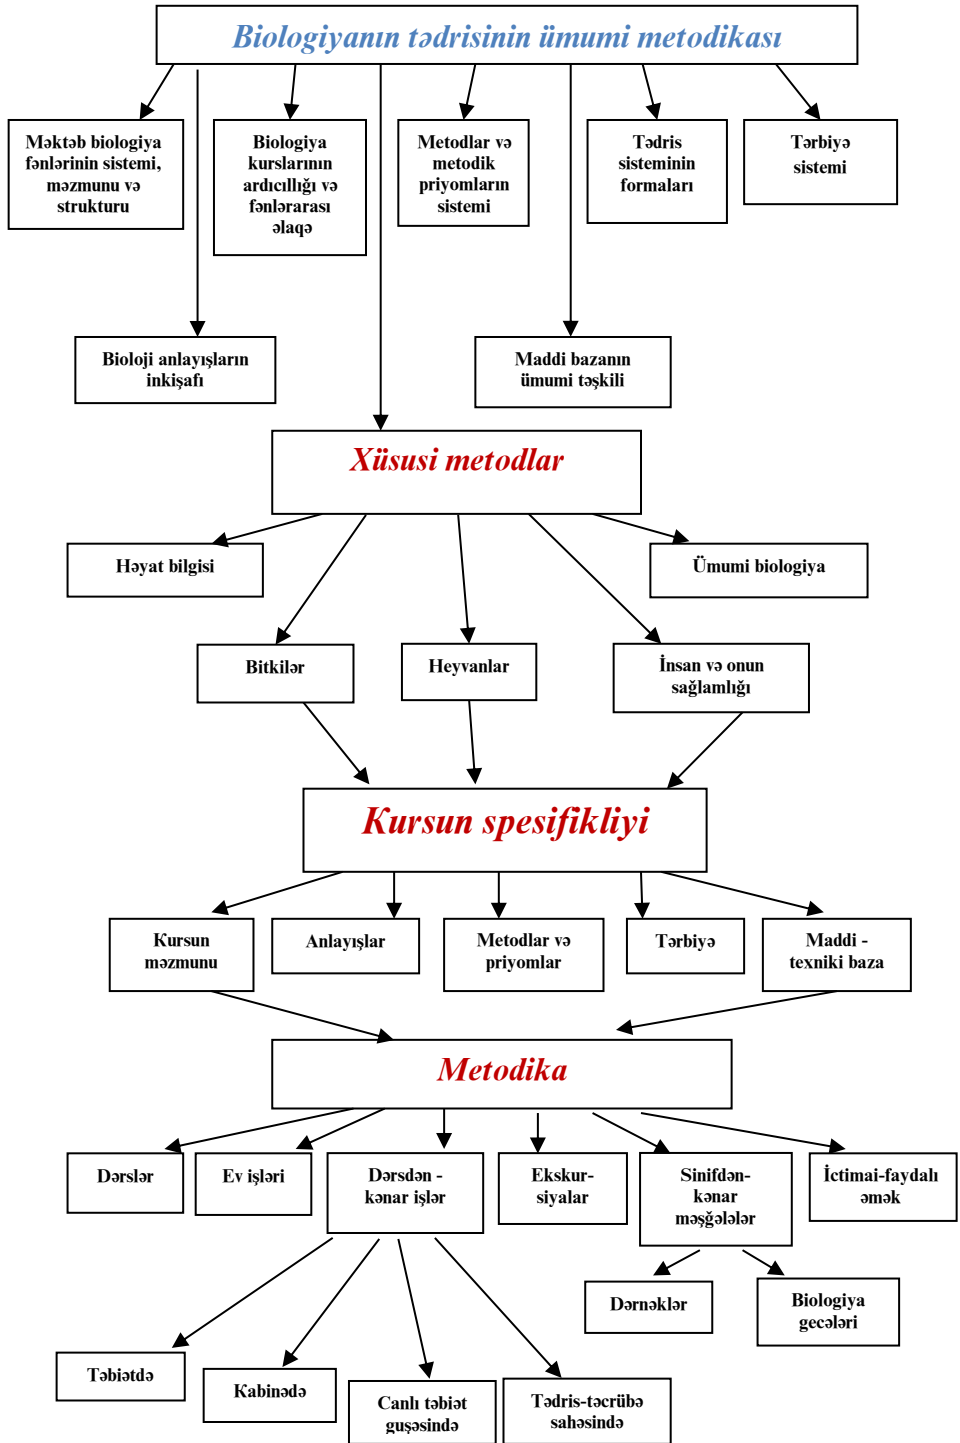 Biologiyanın tədrisinin ümumi metodikası
Məktəb biologiya
fənlərinin sistemi,
məzmunu və
strukturu
Biologiya
kurslarının
ardıcıllığı və
fənlərarası
əlaqə
Metodlar və
metodik
priyomların
sistemi
Tədris
sisteminin
formaları
Tərbiyə
sistemi
Bioloji anlayışların
inkişafı
Maddi bazanın
ümumi təşkili
Xüsusi metodlar
Həyat bilgisi
Ümumi biologiya
Bitkilər
Heyvanlar
İnsan və onun
sağlamlığı
Kursun spesifikliyi
Kursun
məzmunu
Anlayışlar
Metodlar və
priyomlar
Tərbiyə
Maddi -
texniki baza
Metodika
Dərslər
Ev işləri
Dərsdən -
kənar işlər
Ekskur-
siyalar
Sinifdən-
kənar
məşğələlər
İctimai-faydalı
əmək
Dərnəklər
Biologiya
gecələri
Təbiətdə
Kabinədə
Canlı təbiət
guşəsində
Tədris-təcrübə
sahəsində